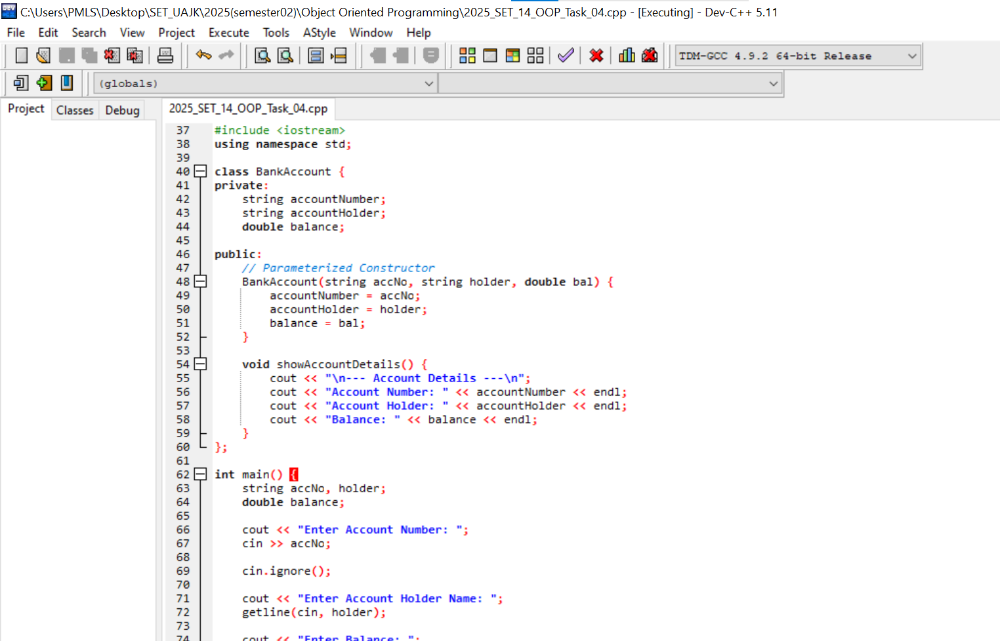 C:\Users\PMLS\Desktop\SET_UAJK\2025(semester02)\Object Oriented Programming\2025_SET_14_OOP_Task_04.cpp - [Executing] - Dev-C++ 5.11
File Edit Search View Project Execute Tools AStyle Window Help
TDM-GCC 4.9.2 64-bit Release
(globals)
Project Classes Debug 2025_SET_14_OOP_Task_04.cpp
37 #include <iostream>
38 using namespace std;
39
40 class BankAccount {
41 private:
42     string accountNumber;
43     string accountHolder;
44     double balance;
45
46 public:
47     // Parameterized Constructor
48     BankAccount(string accNo, string holder, double bal) {
49         accountNumber = accNo;
50         accountHolder = holder;
51         balance = bal;
52     }
53
54     void showAccountDetails() {
55         cout << "\n--- Account Details ---\n";
56         cout << "Account Number: " << accountNumber << endl;
57         cout << "Account Holder: " << accountHolder << endl;
58         cout << "Balance: " << balance << endl;
59     }
60 };
61
62 int main() {
63     string accNo, holder;
64     double balance;
65
66     cout << "Enter Account Number: ";
67     cin >> accNo;
68
69     cin.ignore();
70
71     cout << "Enter Account Holder Name: ";
72     getline(cin, holder);
73
74     cout << "Enter Balance: ";